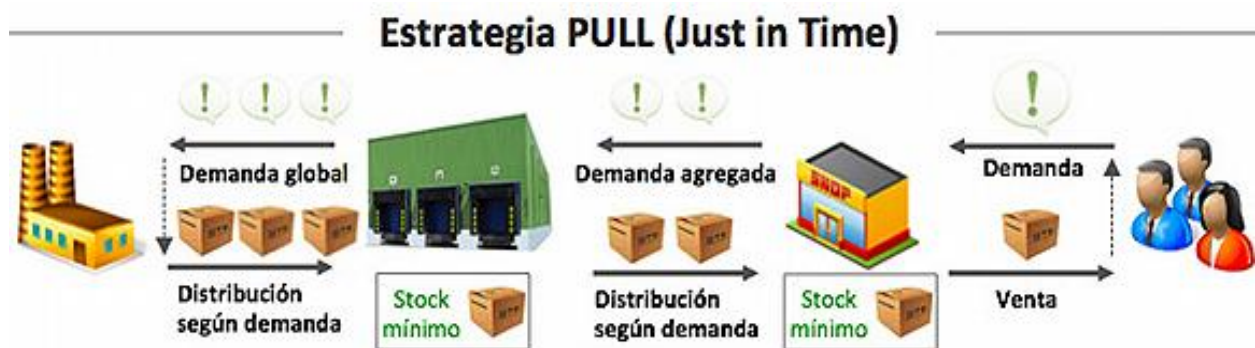 Estrategia PULL (Just in Time)
Demanda global
Demanda agregada
Demanda
SHOP
Distribución
según demanda
Stock
mínimo
Distribución
según demanda
Stock
mínimo
Venta